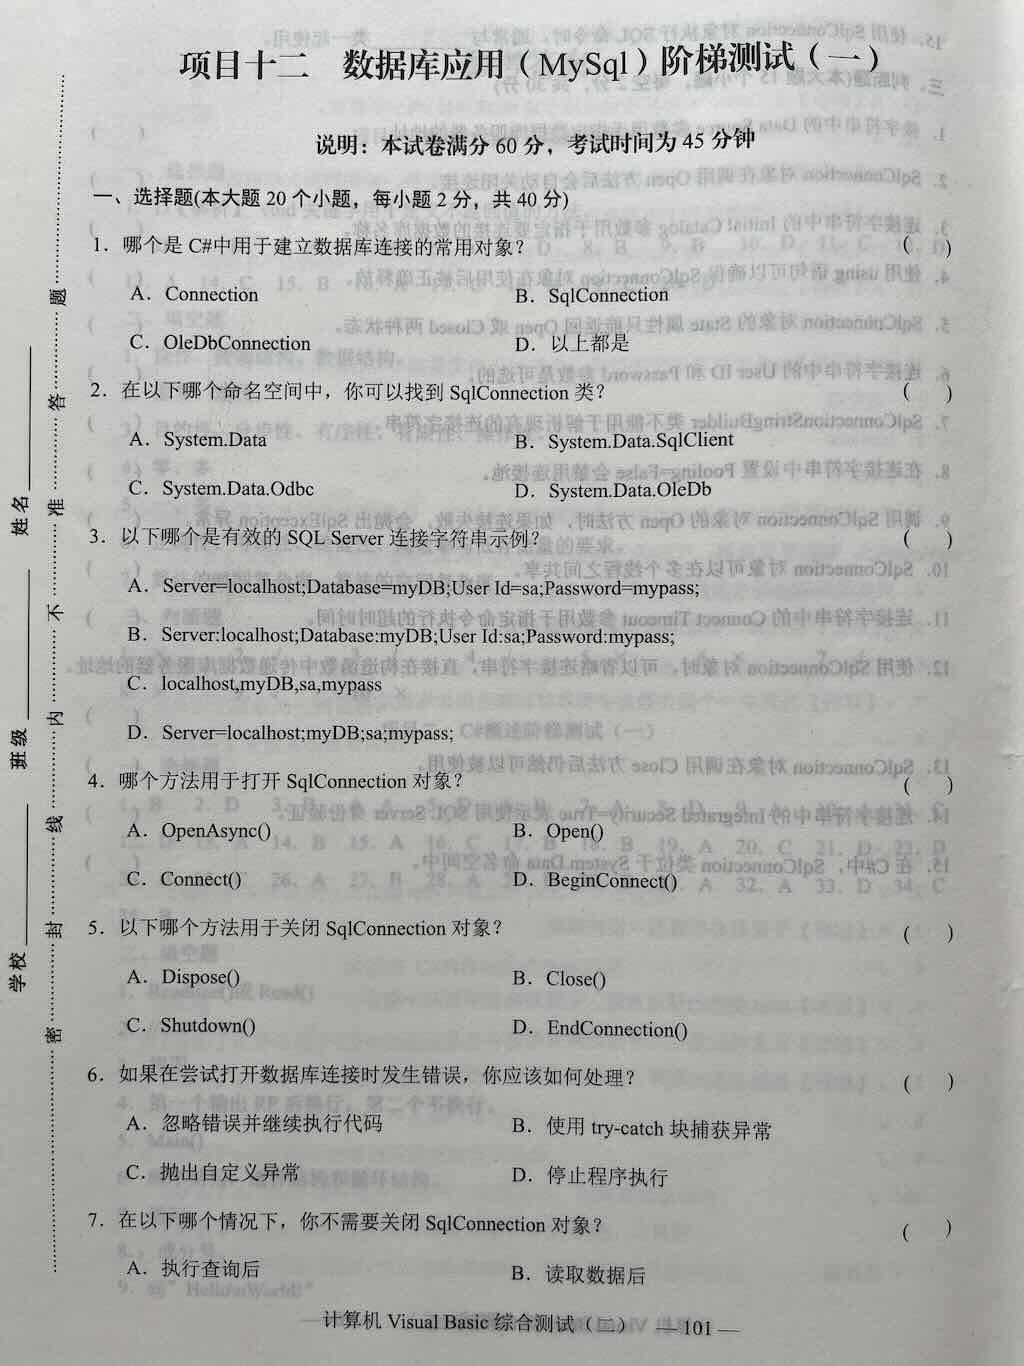 项目十二 数据库应用（MySql）阶梯测试（一）
说明：本试卷满分 60 分，考试时间为 45 分钟
一、选择题(本大题 20 个小题，每小题 2 分，共 40 分)
1．哪个是 C#中用于建立数据库连接的常用对象？ （ ）
A．Connection B．SqlConnection
C．OleDbConnection D．以上都是
2．在以下哪个命名空间中，你可以找到 SqlConnection 类？ （ ）
A．System.Data B．System.Data.SqlClient
C．System.Data.Odbc D．System.Data.OleDb
3．以下哪个是有效的 SQL Server 连接字符串示例？ （ ）
A．Server=localhost;Database=myDB;User Id=sa;Password=mypass;
B．Server:localhost;Database:myDB;User Id:sa;Password:mypass;
C．localhost,myDB,sa,mypass
D．Server=localhost;myDB;sa;mypass;
4．哪个方法用于打开 SqlConnection 对象？ （ ）
A．OpenAsync() B．Open()
C．Connect() D．BeginConnect()
5．以下哪个方法用于关闭 SqlConnection 对象？ （ ）
A．Dispose() B．Close()
C．Shutdown() D．EndConnection()
6．如果在尝试打开数据库连接时发生错误，你应该如何处理？ （ ）
A．忽略错误并继续执行代码 B．使用 try-catch 块捕获异常
C．抛出自定义异常 D．停止程序执行
7．在以下哪个情况下，你不需要关闭 SqlConnection 对象？ （ ）
A．执行查询后 B．读取数据后
计算机 Visual Basic 综合测试（二） — 101 —
学校 班级 姓名
密 封 线 内 不 准 答 题